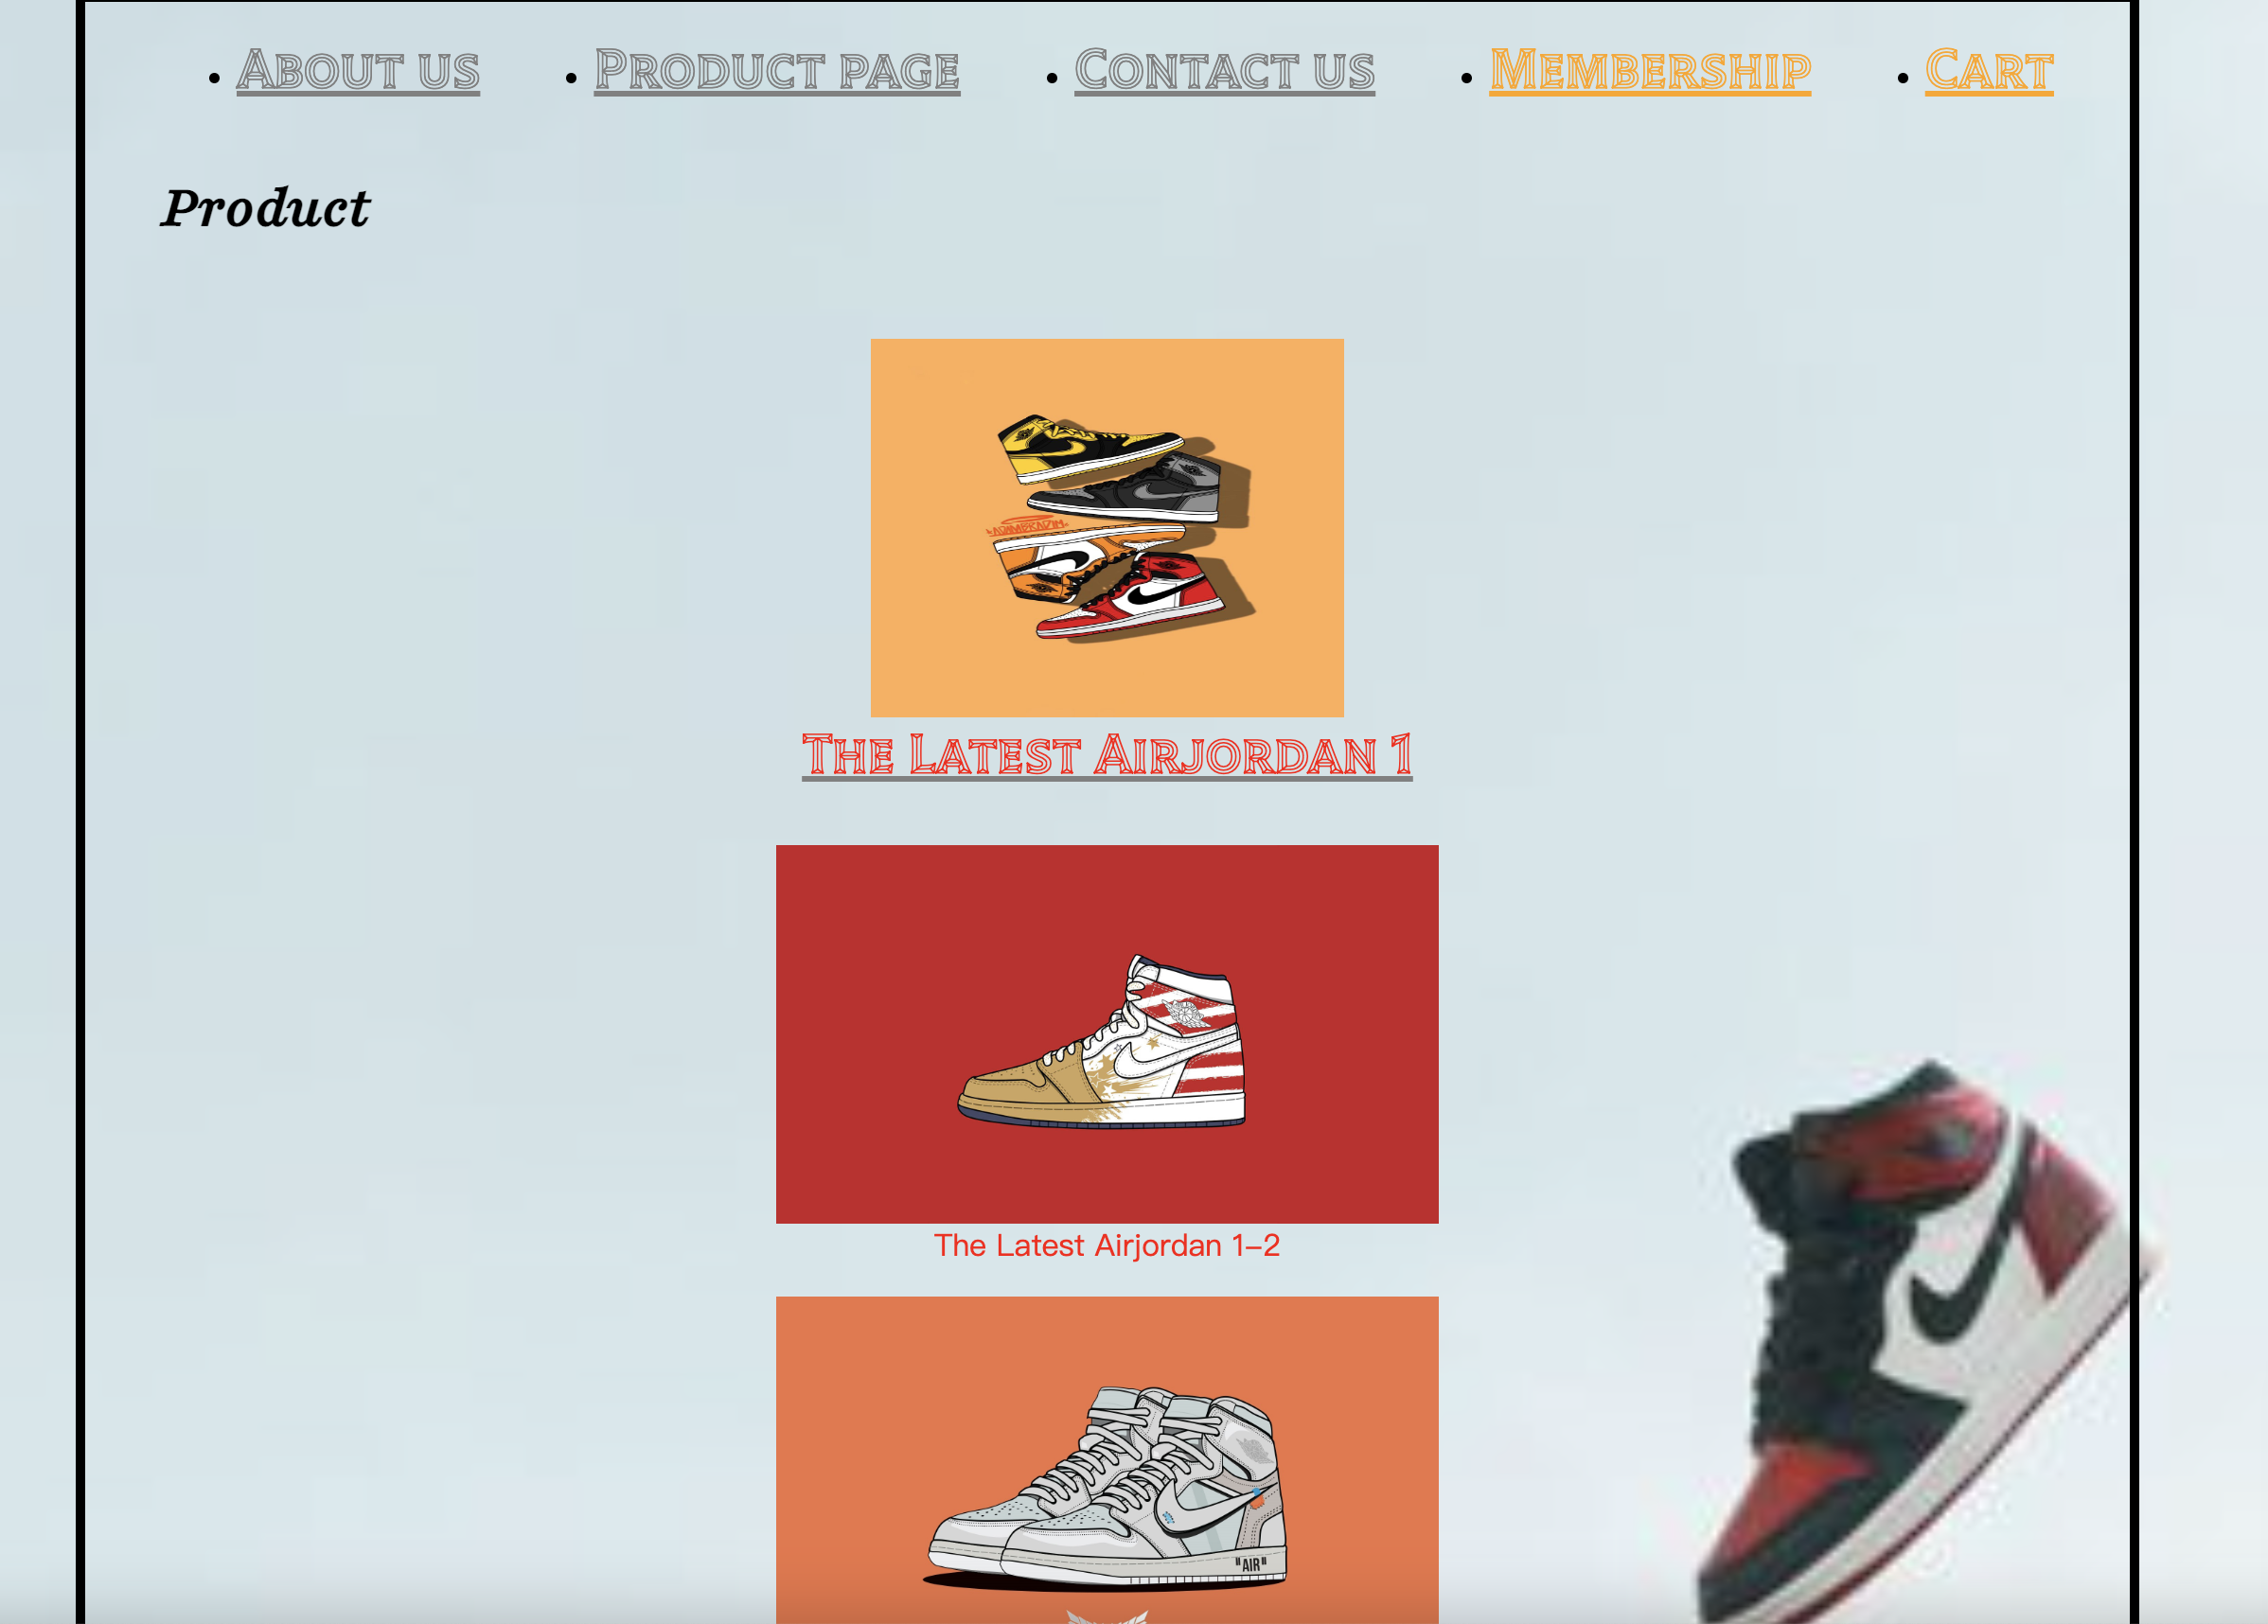 About us
Product page
Contact us
Membership
Cart
Product
The Latest Airjordan 1
The Latest Airjordan 1-2
"AIR"